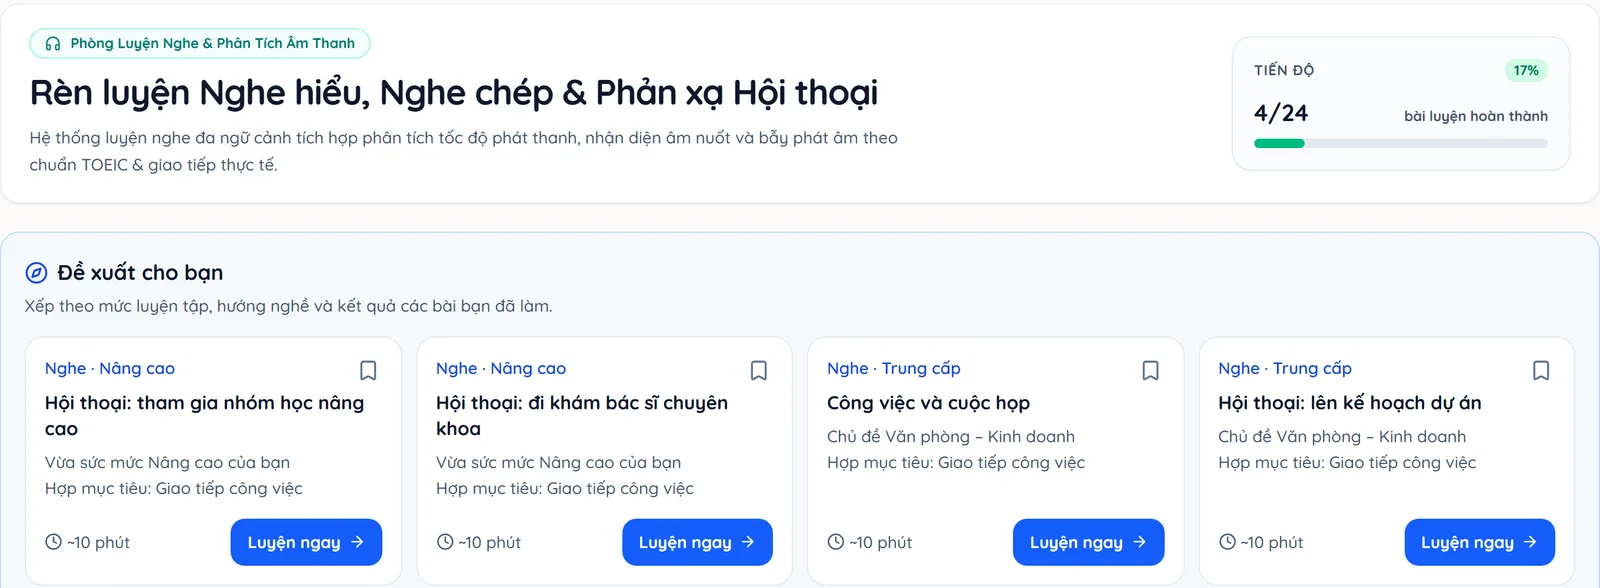 Phòng Luyện Nghe & Phân Tích Âm Thanh
Rèn luyện Nghe hiểu, Nghe chép & Phản xạ Hội thoại
Hệ thống luyện nghe đa ngữ cảnh tích hợp phân tích tốc độ phát thanh, nhận diện âm nuốt và bẫy phát âm theo
chuẩn TOEIC & giao tiếp thực tế.
TIẾN ĐỘ
17%
4/24
bài luyện hoàn thành
Đề xuất cho bạn
Xếp theo mức luyện tập, hướng nghề và kết quả các bài bạn đã làm.
Nghe · Nâng cao
Hội thoại: tham gia nhóm học nâng
cao
Vừa sức mức Nâng cao của bạn
Hợp mục tiêu: Giao tiếp công việc
~10 phút
Luyện ngay →
Nghe · Nâng cao
Hội thoại: đi khám bác sĩ chuyên
khoa
Vừa sức mức Nâng cao của bạn
Hợp mục tiêu: Giao tiếp công việc
~10 phút
Luyện ngay →
Nghe · Trung cấp
Công việc và cuộc họp
Chủ đề Văn phòng – Kinh doanh
Hợp mục tiêu: Giao tiếp công việc
~10 phút
Luyện ngay →
Nghe · Trung cấp
Hội thoại: lên kế hoạch dự án
Chủ đề Văn phòng – Kinh doanh
Hợp mục tiêu: Giao tiếp công việc
~10 phút
Luyện ngay →